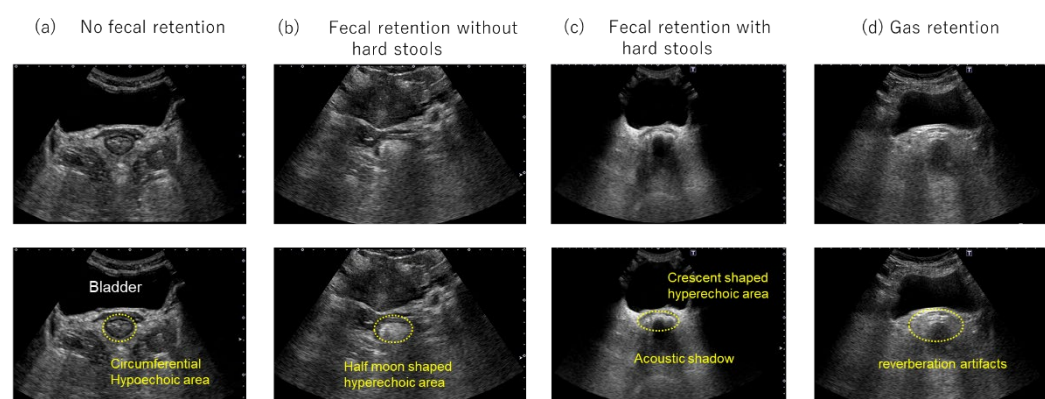 (a) No fecal retention
(b) Fecal retention without
hard stools
(c) Fecal retention with
hard stools
(d) Gas retention
Bladder
Circumferential
Hypoechoic area
Half moon shaped
hyperechoic area
Crescent shaped
hyperechoic area
Acoustic shadow
reverberation artifacts